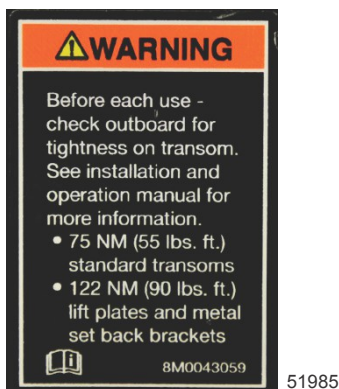 WARNING
Before each use -
check outboard for
tightness on transom.
See installation and
operation manual for
more information.
• 75 NM (55 lbs. ft.)
standard transoms
• 122 NM (90 lbs. ft.)
lift plates and metal
set back brackets
8M0043059
51985